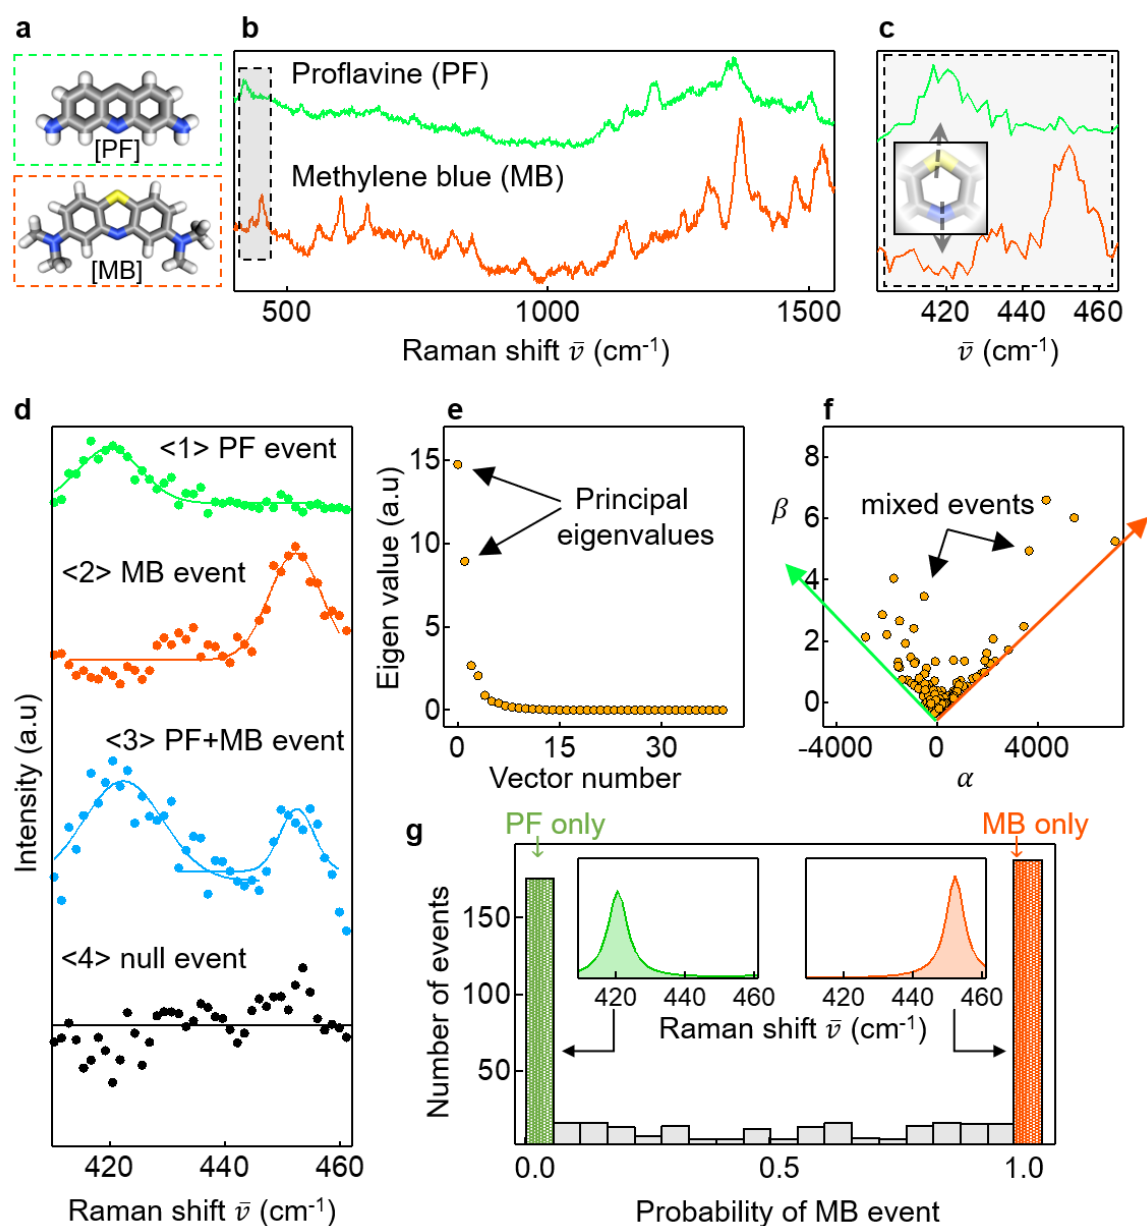 a
[PF]
[MB]
b
Proflavine (PF)
Methylene blue (MB)
500 1000 1500
Raman shift ν̄ (cm⁻¹)
c
420 440 460
ν̄ (cm⁻¹)
d
<1> PF event
<2> MB event
<3> PF+MB event
<4> null event
Intensity (a.u)
420 440 460
Raman shift ν̄ (cm⁻¹)
e
Eigen value (a.u)
15
10
5
0
Principal
eigenvalues
0 15 30
Vector number
f
β
8
6
4
2
0
mixed events
-4000 0 4000
α
g
PF only
MB only
Number of events
150
100
50
420 440 460
420 440 460
Raman shift ν̄ (cm⁻¹)
0.0 0.5 1.0
Probability of MB event